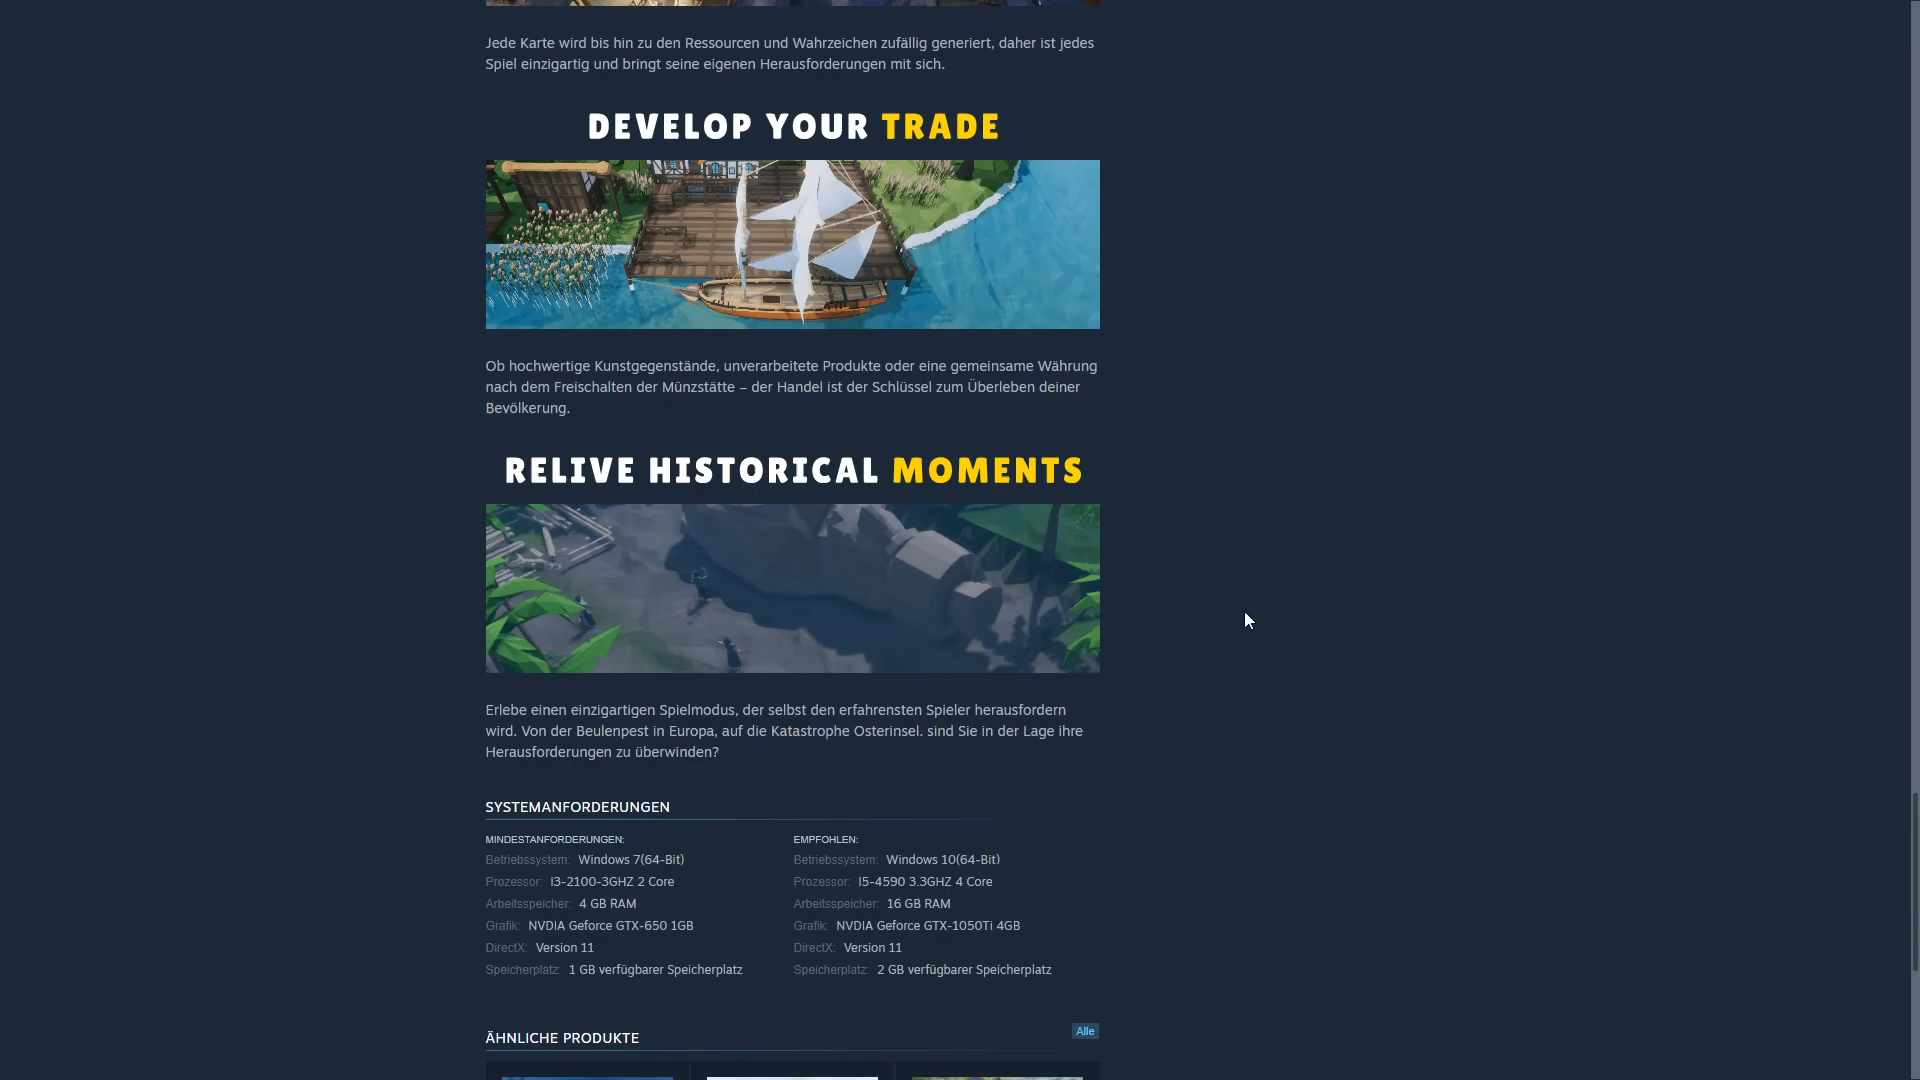 Jede Karte wird bis hin zu den Ressourcen und Wahrzeichen zufällig generiert, daher ist jedes
Spiel einzigartig und bringt seine eigenen Herausforderungen mit sich.
DEVELOP YOUR TRADE
Ob hochwertige Kunstgegenstände, unverarbeitete Produkte oder eine gemeinsame Währung
nach dem Freischalten der Münzstätte – der Handel ist der Schlüssel zum Überleben deiner
Bevölkerung.
RELIVE HISTORICAL MOMENTS
Erlebe einen einzigartigen Spielmodus, der selbst den erfahrensten Spieler herausfordern
wird. Von der Beulenpest in Europa, auf die Katastrophe Osterinsel. sind Sie in der Lage ihre
Herausforderungen zu überwinden?
SYSTEMANFORDERUNGEN
MINDESTANFORDERUNGEN:
Betriebssystem: Windows 7(64-Bit)
Prozessor: I3-2100-3GHZ 2 Core
Arbeitsspeicher: 4 GB RAM
Grafik: NVDIA Geforce GTX-650 1GB
DirectX: Version 11
Speicherplatz: 1 GB verfügbarer Speicherplatz
EMPFOHLEN:
Betriebssystem: Windows 10(64-Bit)
Prozessor: I5-4590 3.3GHZ 4 Core
Arbeitsspeicher: 16 GB RAM
Grafik: NVDIA Geforce GTX-1050Ti 4GB
DirectX: Version 11
Speicherplatz: 2 GB verfügbarer Speicherplatz
ÄHNLICHE PRODUKTE
Alle